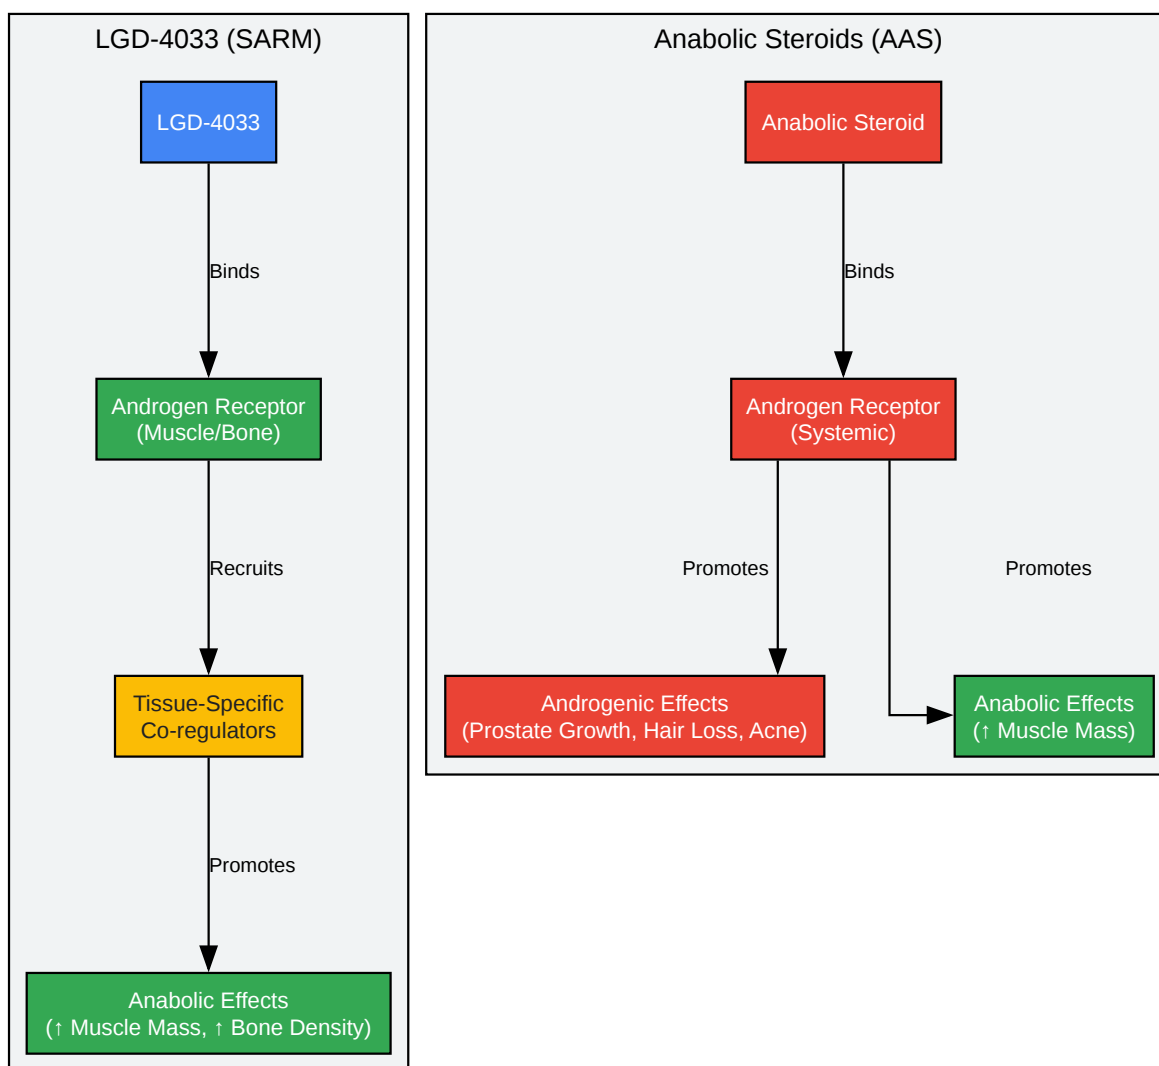 LGD-4033 (SARM)
LGD-4033
Binds
Androgen Receptor
(Muscle/Bone)
Recruits
Tissue-Specific
Co-regulators
Promotes
Anabolic Effects
(↑ Muscle Mass, ↑ Bone Density)
Anabolic Steroids (AAS)
Anabolic Steroid
Binds
Androgen Receptor
(Systemic)
Promotes
Promotes
Androgenic Effects
(Prostate Growth, Hair Loss, Acne)
Anabolic Effects
(↑ Muscle Mass)